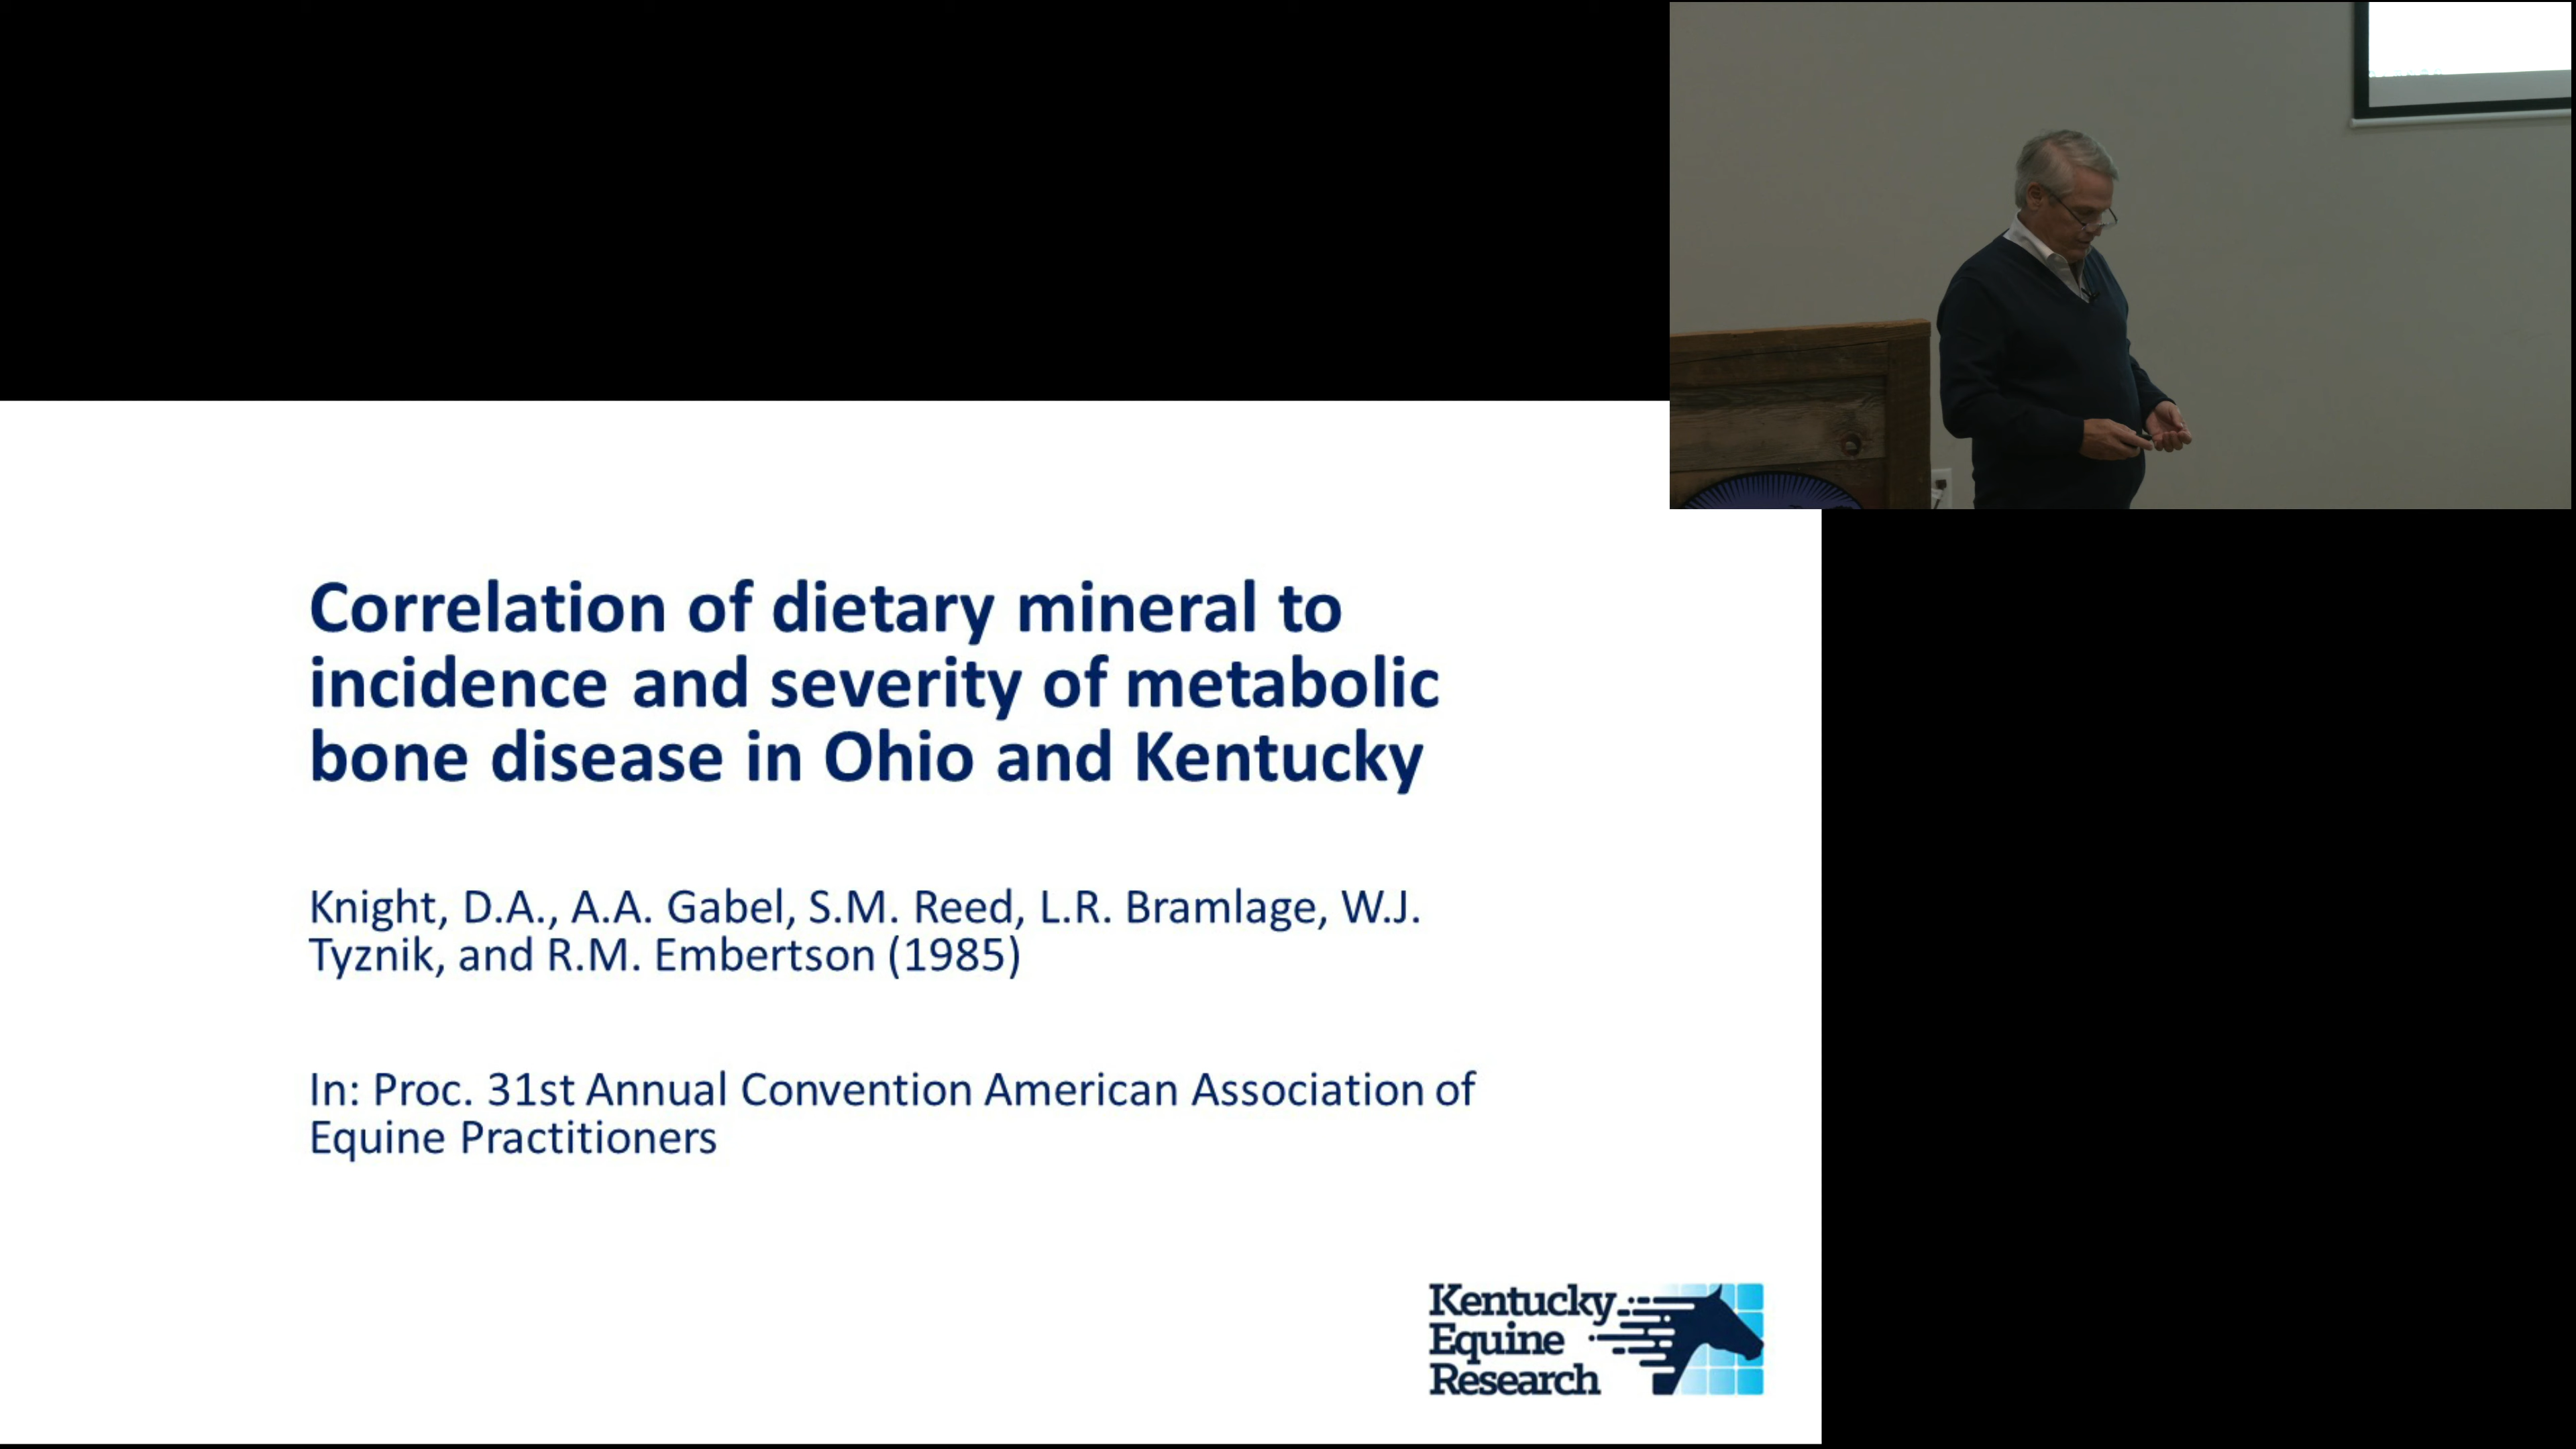 Correlation of dietary mineral to
incidence and severity of metabolic
bone disease in Ohio and Kentucky
Knight, D.A., A.A. Gabel, S.M. Reed, L.R. Bramlage, W.J.
Tyznik, and R.M. Embertson (1985)
In: Proc. 31st Annual Convention American Association of
Equine Practitioners
Kentucky
Equine
Research